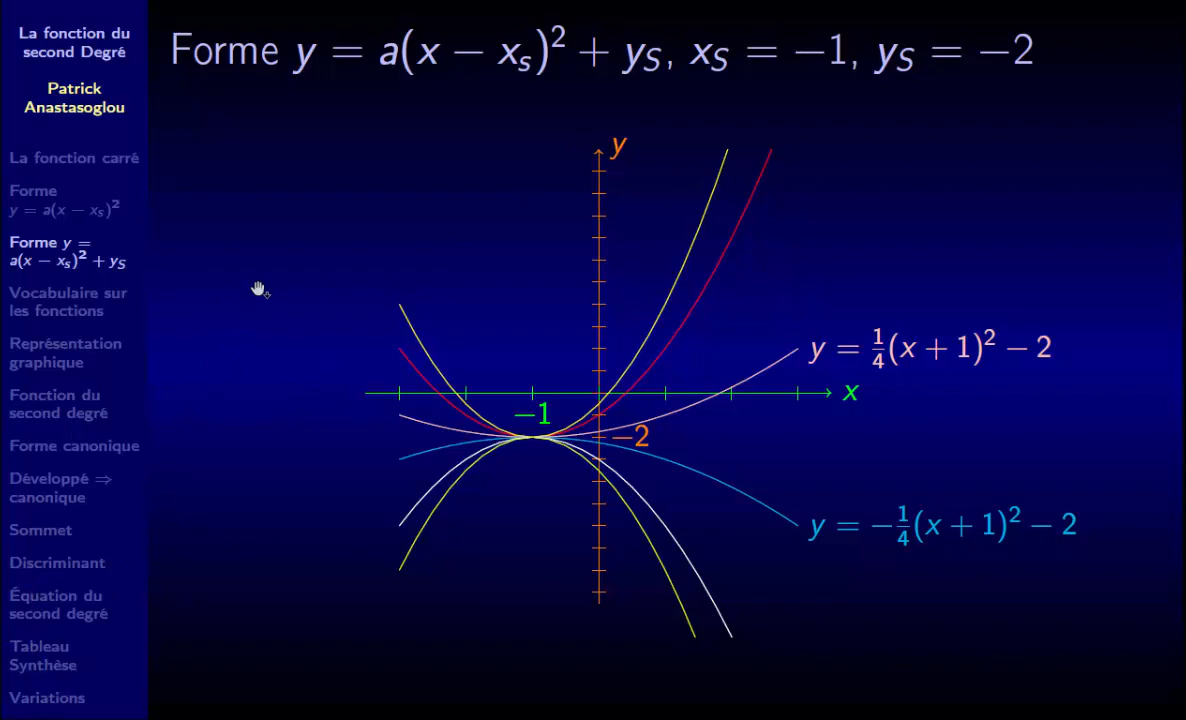 La fonction du
second Degré
Patrick
Anastasoglou
La fonction carré
Forme
y = a(x − xₛ)²
Forme y =
a(x − xₛ)² + y_S
Vocabulaire sur
les fonctions
Représentation
graphique
Fonction du
second degré
Forme canonique
Développé ⇒
canonique
Sommet
Discriminant
Équation du
second degré
Tableau
Synthèse
Variations
Forme y = a(x − xₛ)² + y_S, x_S = −1, y_S = −2
y
y = ¼(x + 1)² − 2
x
−1
−2
y = −¼(x + 1)² − 2